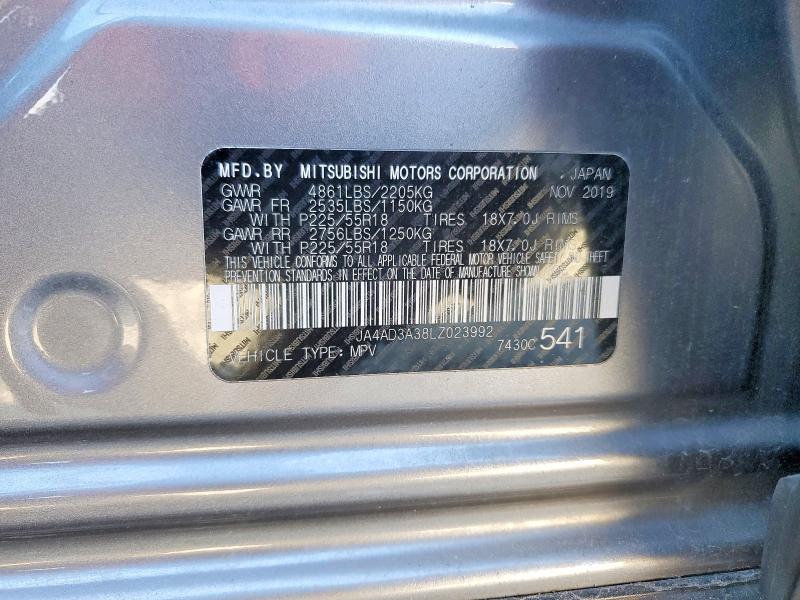 MFD.BY MITSUBISHI MOTORS CORPORATION , JAPAN
GVWR 4861LBS/2205KG NOV 2019
GAWR FR 2535LBS/1150KG
WITH P225/55R18 TIRES 18X7.0J RIMS
GAWR RR 2756LBS/1250KG
WITH P225/55R18 TIRES 18X7.0J RIMS
THIS VEHICLE CONFORMS TO ALL APPLICABLE FEDERAL MOTOR VEHICLE SAFETY AND THEFT
PREVENTION STANDARDS IN EFFECT ON THE DATE OF MANUFACTURE SHOWN
JA4AD3A38LZ023992
VEHICLE TYPE: MPV 7430C 541